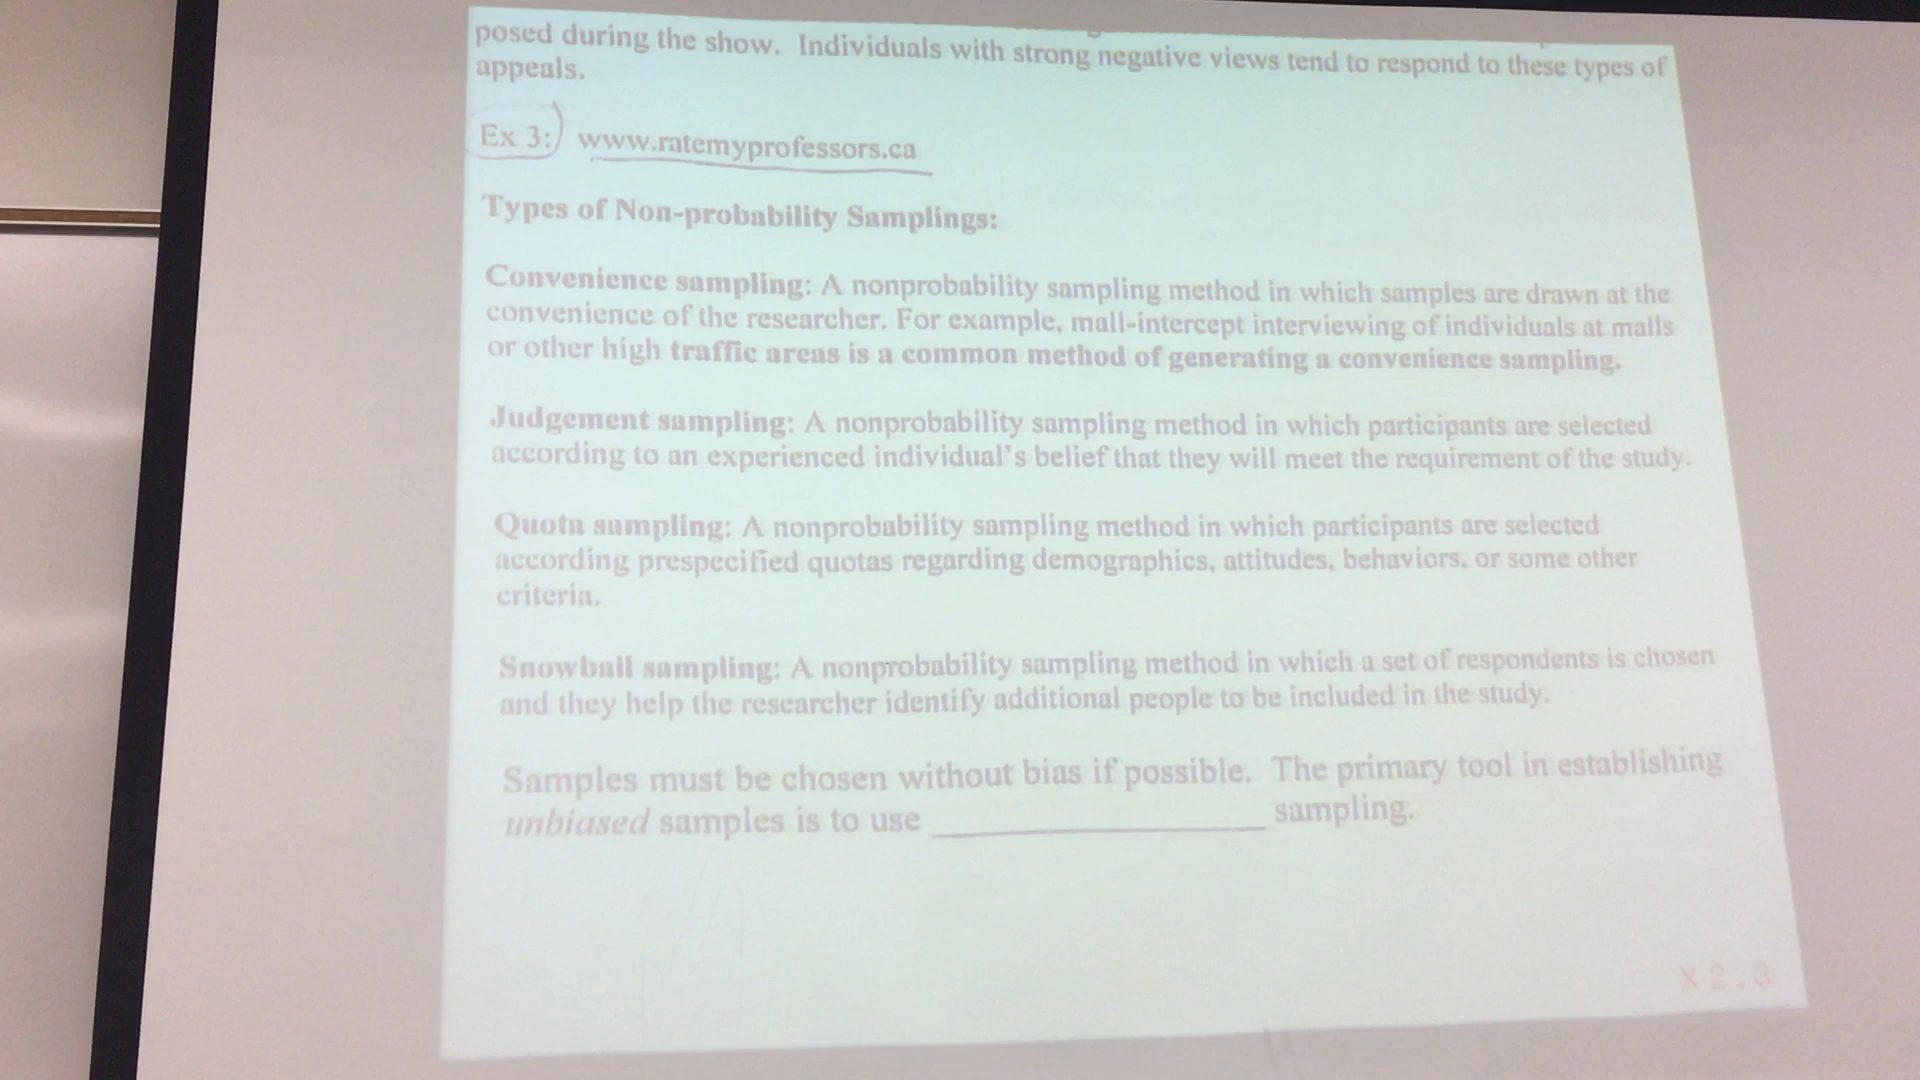 posed during the show. Individuals with strong negative views tend to respond to these types of
appeals.
Ex 3: www.ratemyprofessors.ca
Types of Non-probability Samplings:
Convenience sampling: A nonprobability sampling method in which samples are drawn at the
convenience of the researcher. For example, mall-intercept interviewing of individuals at malls
or other high traffic areas is a common method of generating a convenience sampling.
Judgement sampling: A nonprobability sampling method in which participants are selected
according to an experienced individual's belief that they will meet the requirement of the study.
Quota sampling: A nonprobability sampling method in which participants are selected
according prespecified quotas regarding demographics, attitudes, behaviors, or some other
criteria.
Snowball sampling: A nonprobability sampling method in which a set of respondents is chosen
and they help the researcher identify additional people to be included in the study.
Samples must be chosen without bias if possible. The primary tool in establishing
unbiased samples is to use ____________________ sampling.
X2.3